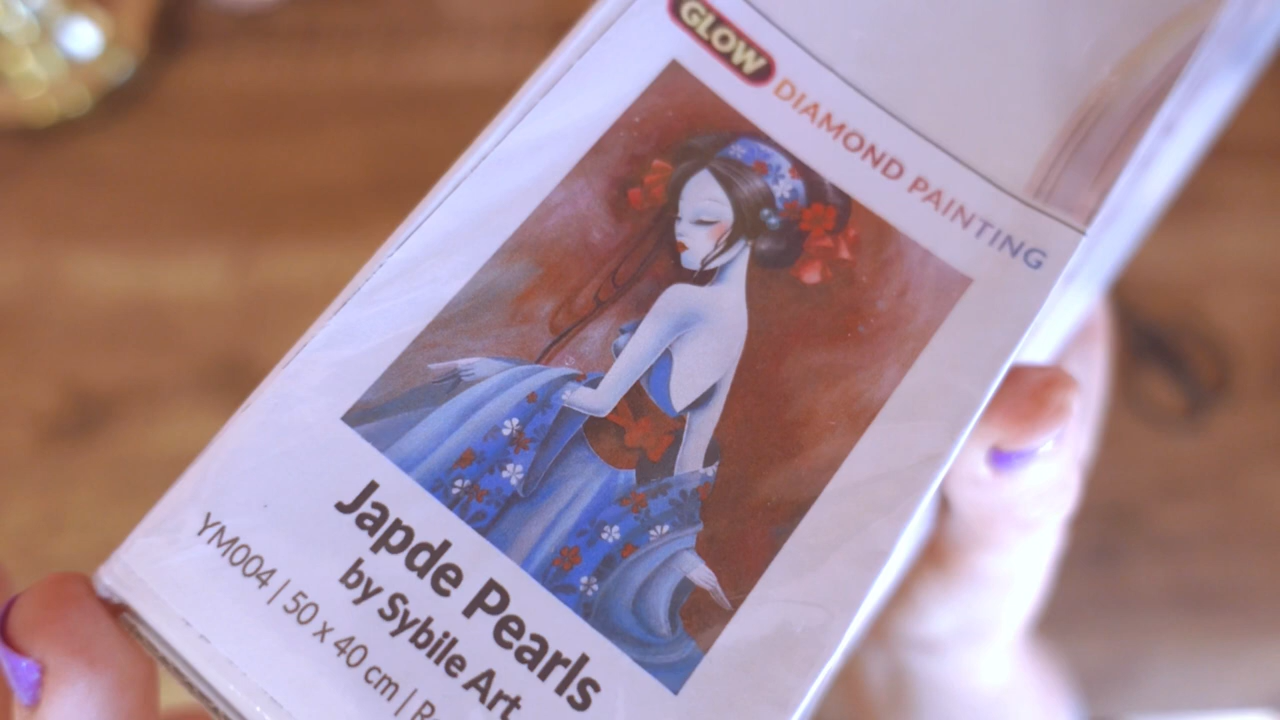 GLOW DIAMOND PAINTING
Japde Pearls
by Sybile Art
YM004 | 50 x 40 cm |